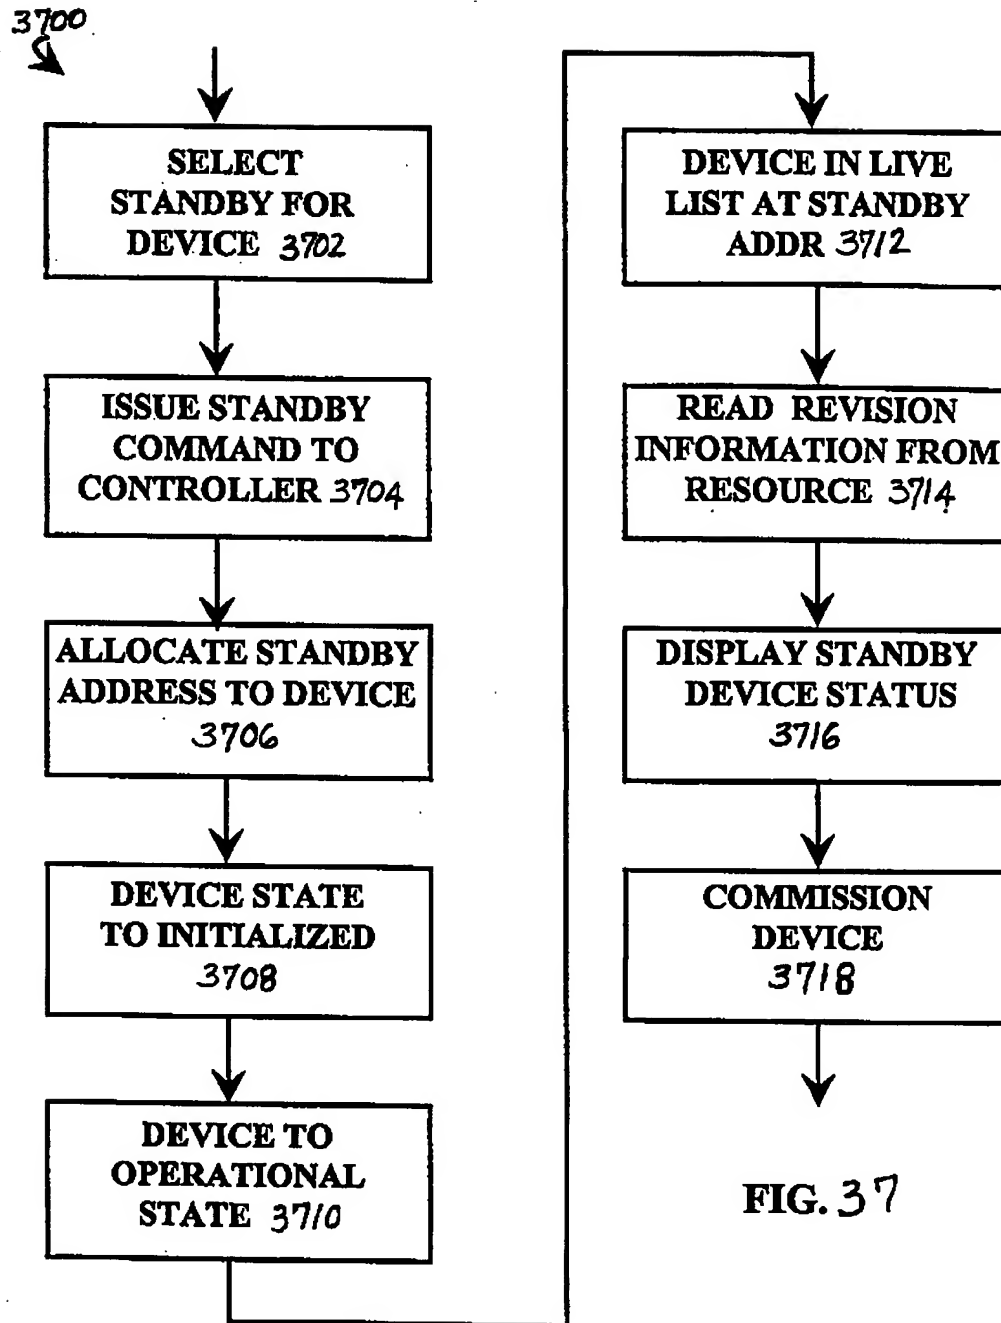 3700
SELECT
STANDBY FOR
DEVICE 3702
ISSUE STANDBY
COMMAND TO
CONTROLLER 3704
ALLOCATE STANDBY
ADDRESS TO DEVICE
3706
DEVICE STATE
TO INITIALIZED
3708
DEVICE TO
OPERATIONAL
STATE 3710
DEVICE IN LIVE
LIST AT STANDBY
ADDR 3712
READ REVISION
INFORMATION FROM
RESOURCE 3714
DISPLAY STANDBY
DEVICE STATUS
3716
COMMISSION
DEVICE
3718
FIG. 37